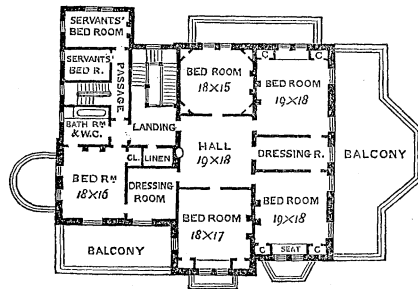 SERVANTS'
BED ROOM
SERVANTS'
BED R.
PASSAGE
BATH RM
& W.C.
LANDING
CL.
LINEN
BED RM
18×16
DRESSING
ROOM
BALCONY
BED ROOM
18×15
HALL
19×18
BED ROOM
18×17
C
C
BED ROOM
19×18
DRESSING R.
BED ROOM
19×18
C
SEAT
C
BALCONY